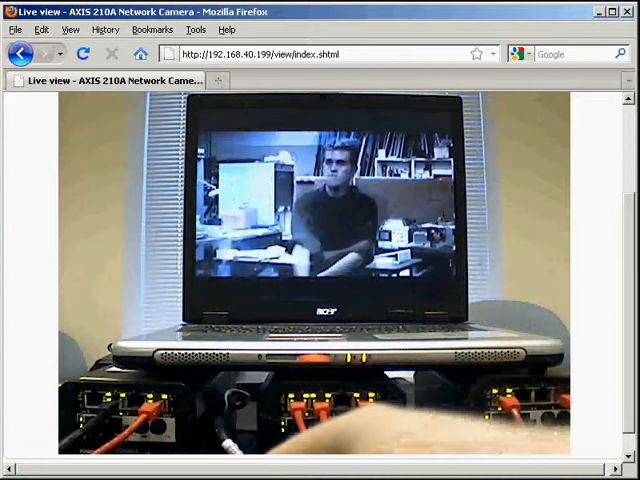 Live view - AXIS 210A Network Camera - Mozilla Firefox
File Edit View History Bookmarks Tools Help
http://192.168.40.199/view/index.shtml
Google
Live view - AXIS 210A Network Came...
acer